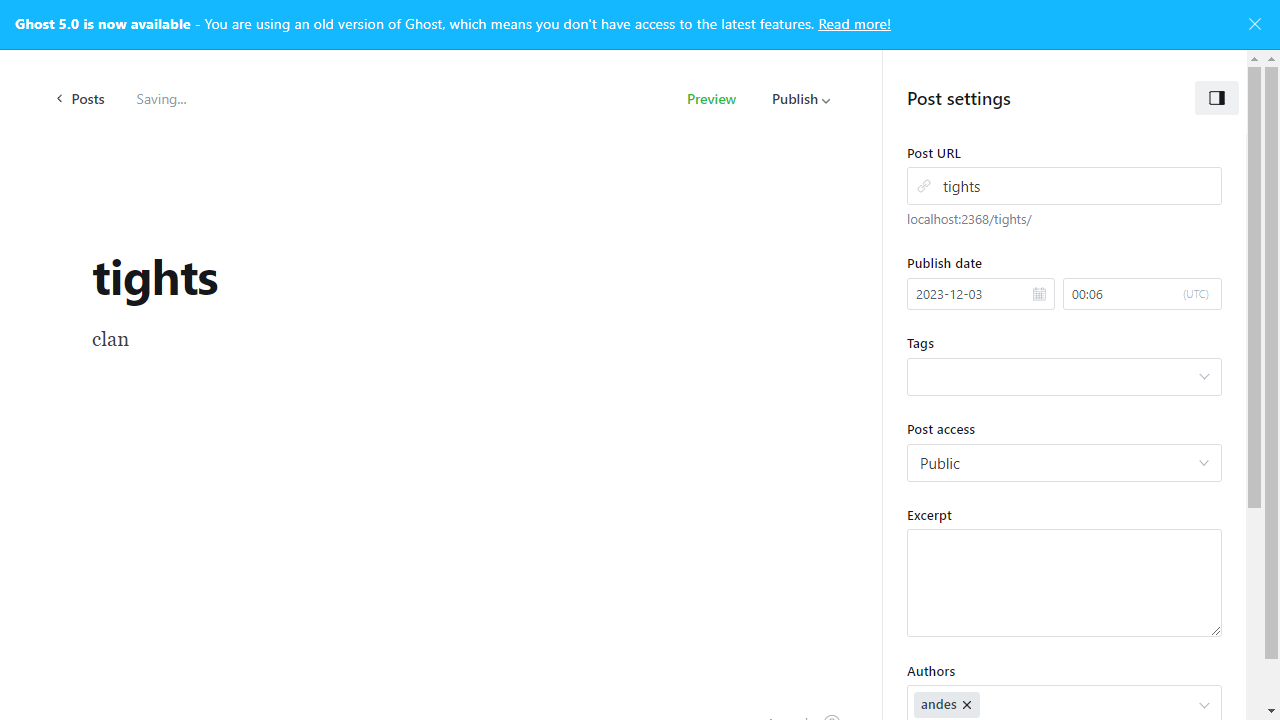 Ghost 5.0 is now available - You are using an old version of Ghost, which means you don't have access to the latest features. Read more!
Posts
Saving...
Preview
Publish
tights
clan
Post settings
Post URL
tights
localhost:2368/tights/
Publish date
2023-12-03
00:06
(UTC)
Tags
Post access
Public
Excerpt
Authors
andes ×